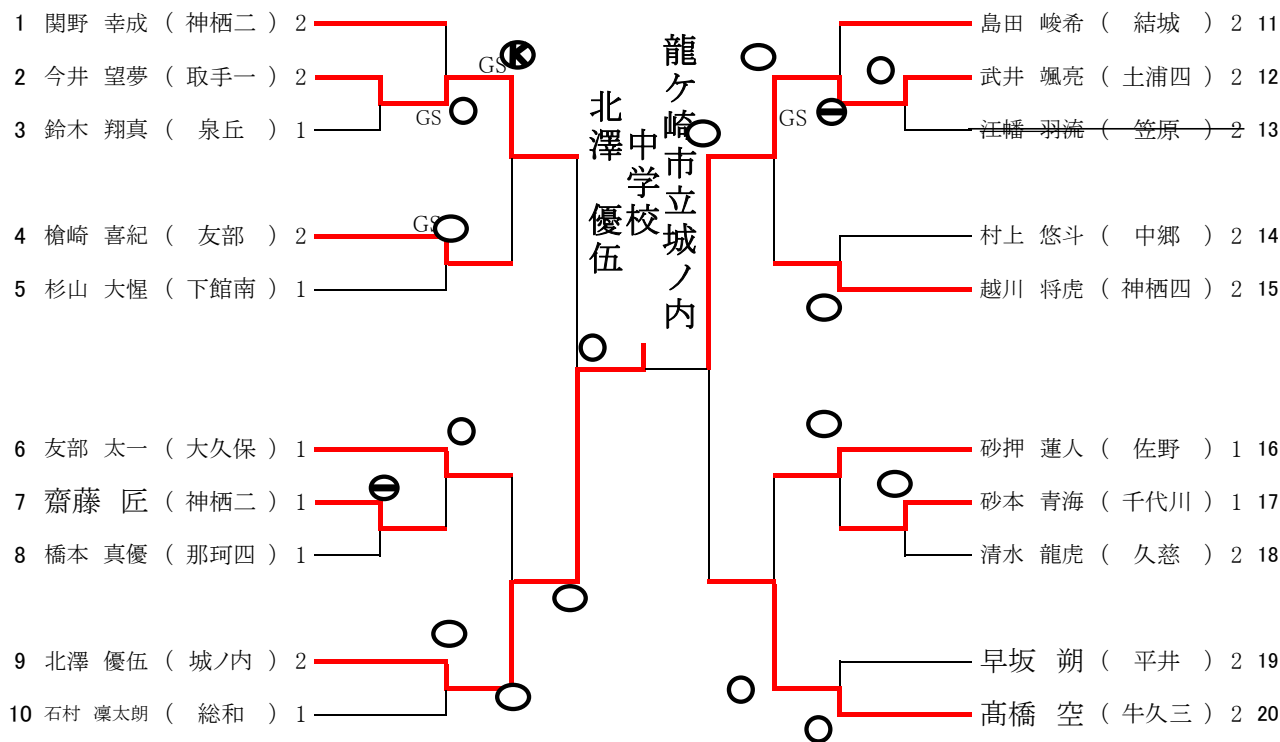 1 関野 幸成 ( 神栖二 ) 2
2 今井 望夢 ( 取手一 ) 2
3 鈴木 翔真 ( 泉丘 ) 1
4 檜崎 喜紀 ( 友部 ) 2
5 杉山 大惺 ( 下館南 ) 1
6 友部 太一 ( 大久保 ) 1
7 齋藤 匠 ( 神栖二 ) 1
8 橋本 真優 ( 那珂四 ) 1
9 北澤 優伍 ( 城ノ内 ) 2
10 石村 凜太朗 ( 総和 ) 1
GS K
GS
GS
龍ケ崎市立城ノ内
中学校
北澤 優伍
GS
島田 峻希 ( 結城 ) 2 11
武井 颯亮 ( 土浦四 ) 2 12
江幡 羽流 ( 笠原 ) 2 13
村上 悠斗 ( 中郷 ) 2 14
越川 将虎 ( 神栖四 ) 2 15
砂押 蓮人 ( 佐野 ) 1 16
砂本 青海 ( 千代川 ) 1 17
清水 龍虎 ( 久慈 ) 2 18
早坂 朔 ( 平井 ) 2 19
髙橋 空 ( 牛久三 ) 2 20